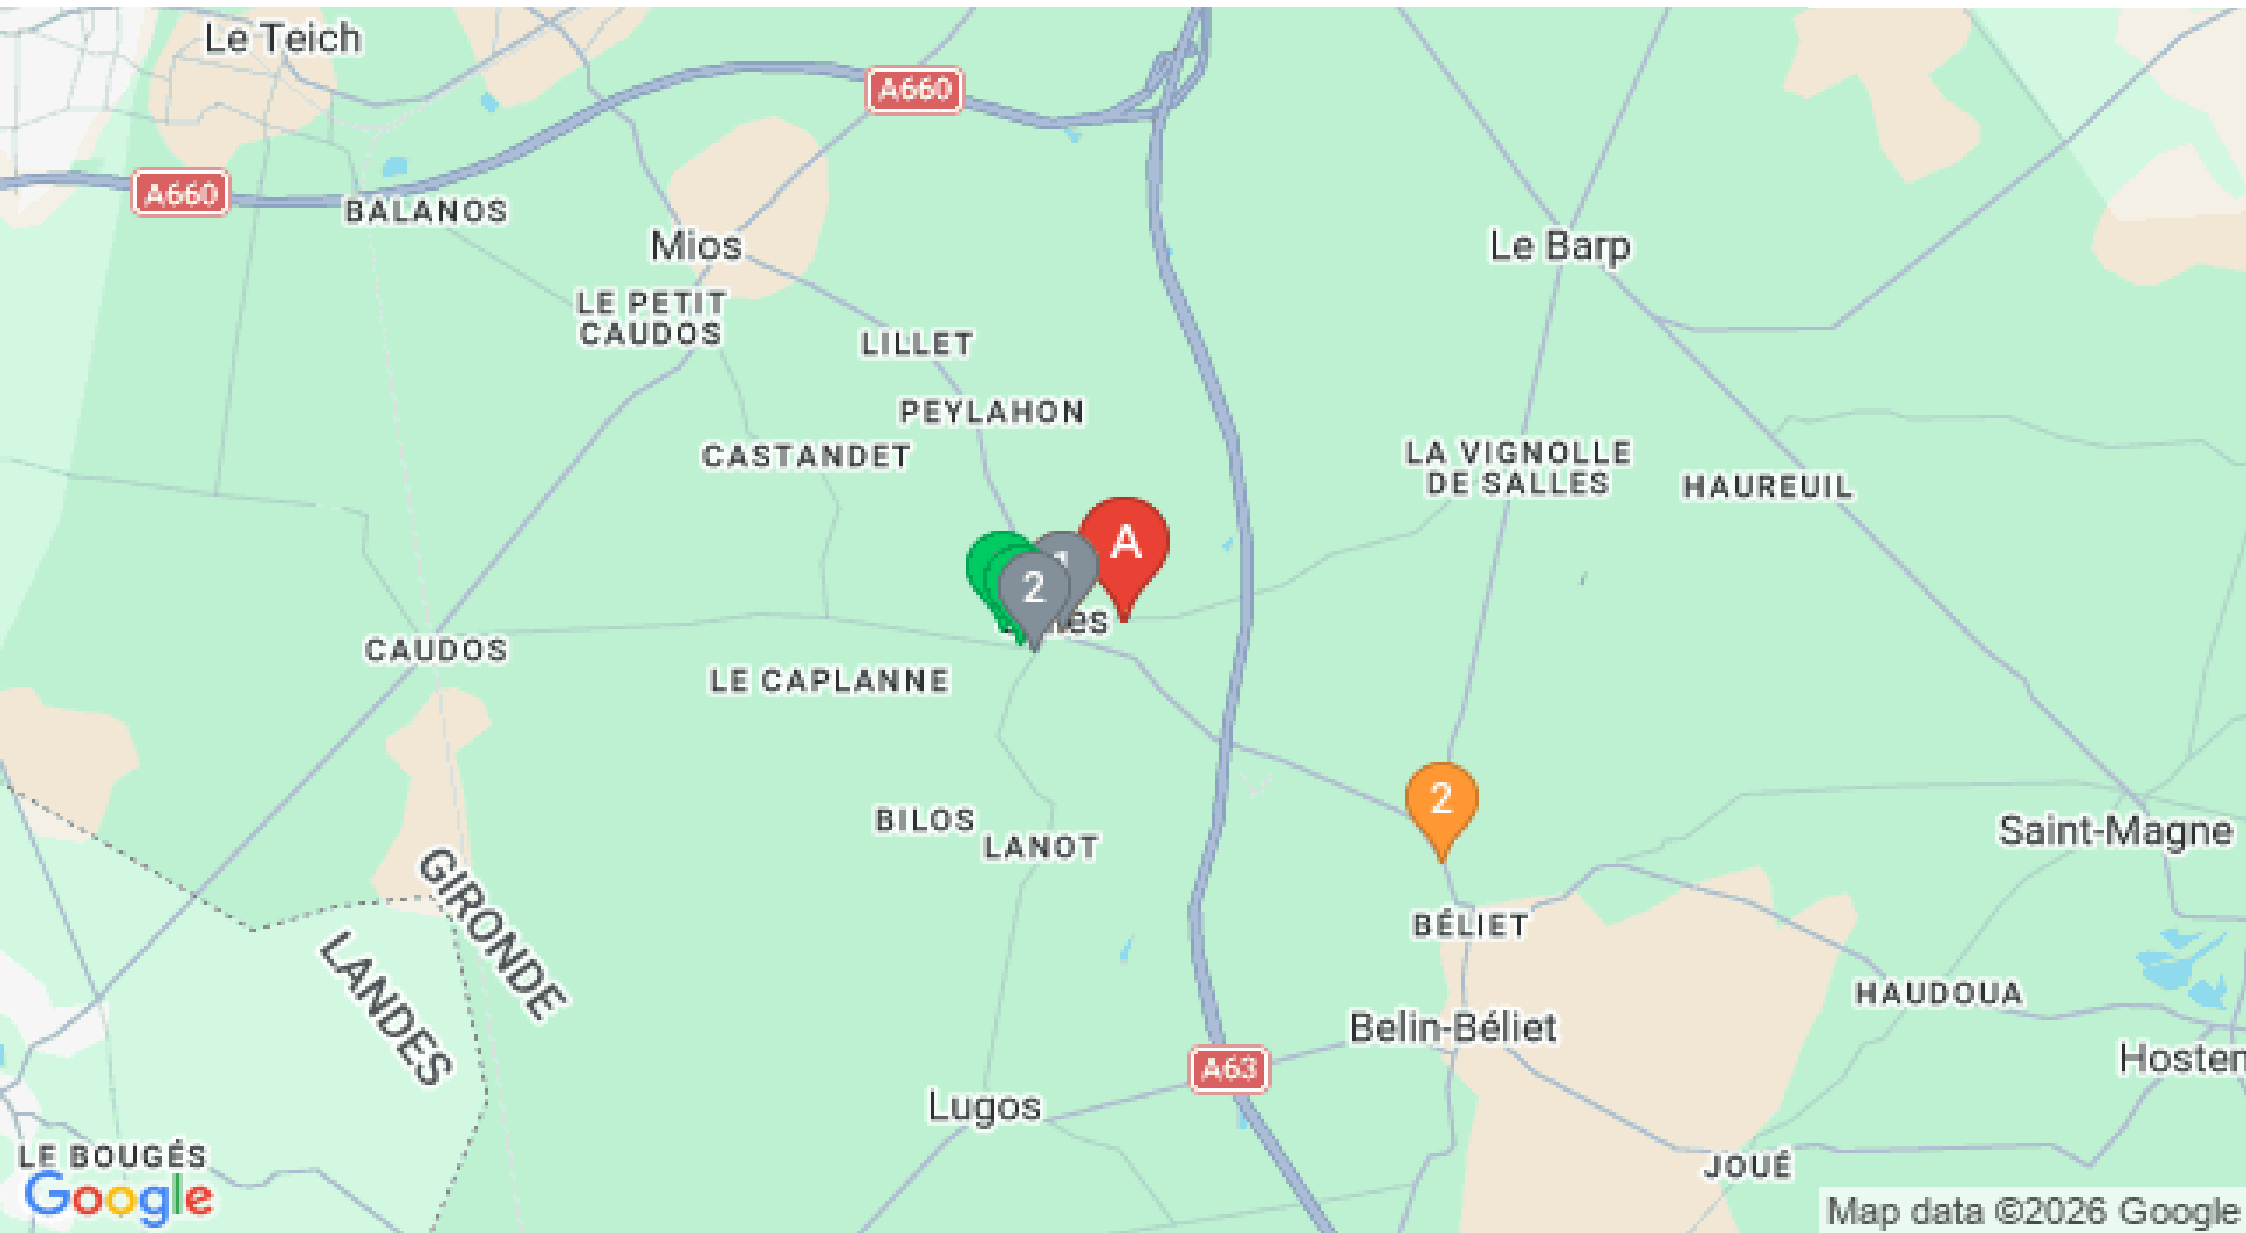 Le Teich
A660
A660
BALANOS
Mios
Le Barp
LE PETIT
CAUDOS
LILLET
PEYLAHON
CASTANDET
LA VIGNOLLE
DE SALLES
HAUREUIL
A
1
2
CAUDOS
LE CAPLANNE
2
BILOS
LANOT
Saint-Magne
GIRONDE
LANDES
BÉLIET
HAUDOUA
Belin-Béliet
A63
Hosten
Lugos
LE BOUGÉS
JOUÉ
Google
Map data ©2026 Google